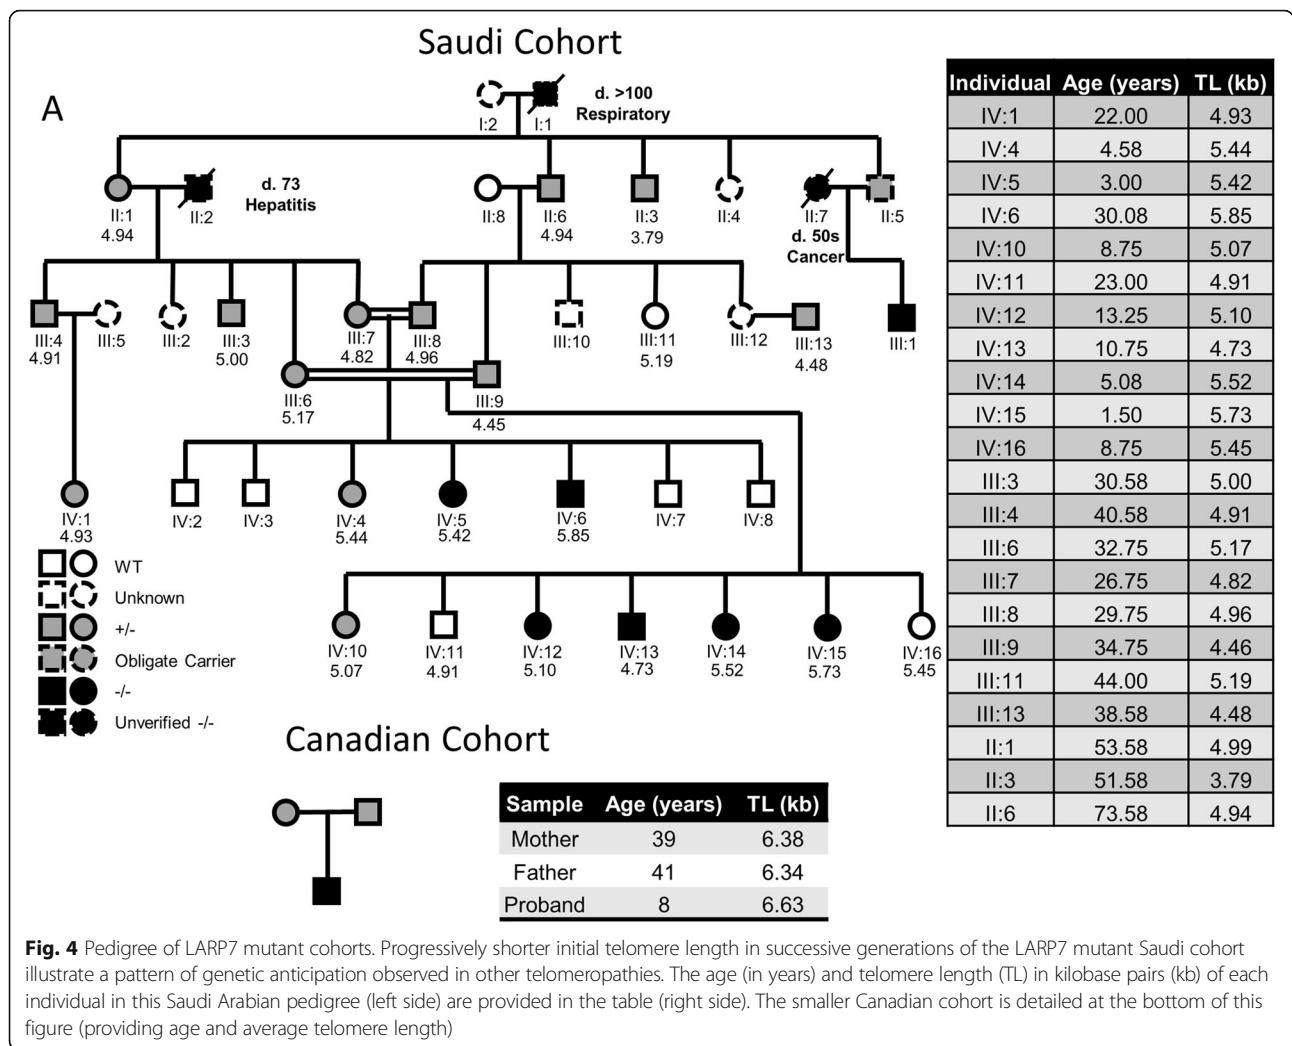 Saudi Cohort
A
d. >100
Respiratory
I:2 I:1
d. 73
Hepatitis
II:1 II:2 II:8 II:6 II:3 II:4 II:7 II:5
4.94 4.94 3.79
d. 50s
Cancer
III:4 III:5 III:2 III:3 III:7 III:8 III:10 III:11 III:12 III:13 III:1
4.91 5.00 4.82 4.96 5.19 4.48
III:6 III:9
5.17 4.45
IV:1 IV:2 IV:3 IV:4 IV:5 IV:6 IV:7 IV:8
4.93 5.44 5.42 5.85
IV:10 IV:11 IV:12 IV:13 IV:14 IV:15 IV:16
5.07 4.91 5.10 4.73 5.52 5.73 5.45
WT
Unknown
+/-
Obligate Carrier
-/-
Unverified -/-
Individual Age (years) TL (kb)
IV:1 22.00 4.93
IV:4 4.58 5.44
IV:5 3.00 5.42
IV:6 30.08 5.85
IV:10 8.75 5.07
IV:11 23.00 4.91
IV:12 13.25 5.10
IV:13 10.75 4.73
IV:14 5.08 5.52
IV:15 1.50 5.73
IV:16 8.75 5.45
III:3 30.58 5.00
III:4 40.58 4.91
III:6 32.75 5.17
III:7 26.75 4.82
III:8 29.75 4.96
III:9 34.75 4.46
III:11 44.00 5.19
III:13 38.58 4.48
II:1 53.58 4.99
II:3 51.58 3.79
II:6 73.58 4.94
Canadian Cohort
Sample Age (years) TL (kb)
Mother 39 6.38
Father 41 6.34
Proband 8 6.63
Fig. 4 Pedigree of LARP7 mutant cohorts. Progressively shorter initial telomere length in successive generations of the LARP7 mutant Saudi cohort
illustrate a pattern of genetic anticipation observed in other telomeropathies. The age (in years) and telomere length (TL) in kilobase pairs (kb) of each
individual in this Saudi Arabian pedigree (left side) are provided in the table (right side). The smaller Canadian cohort is detailed at the bottom of this
figure (providing age and average telomere length)